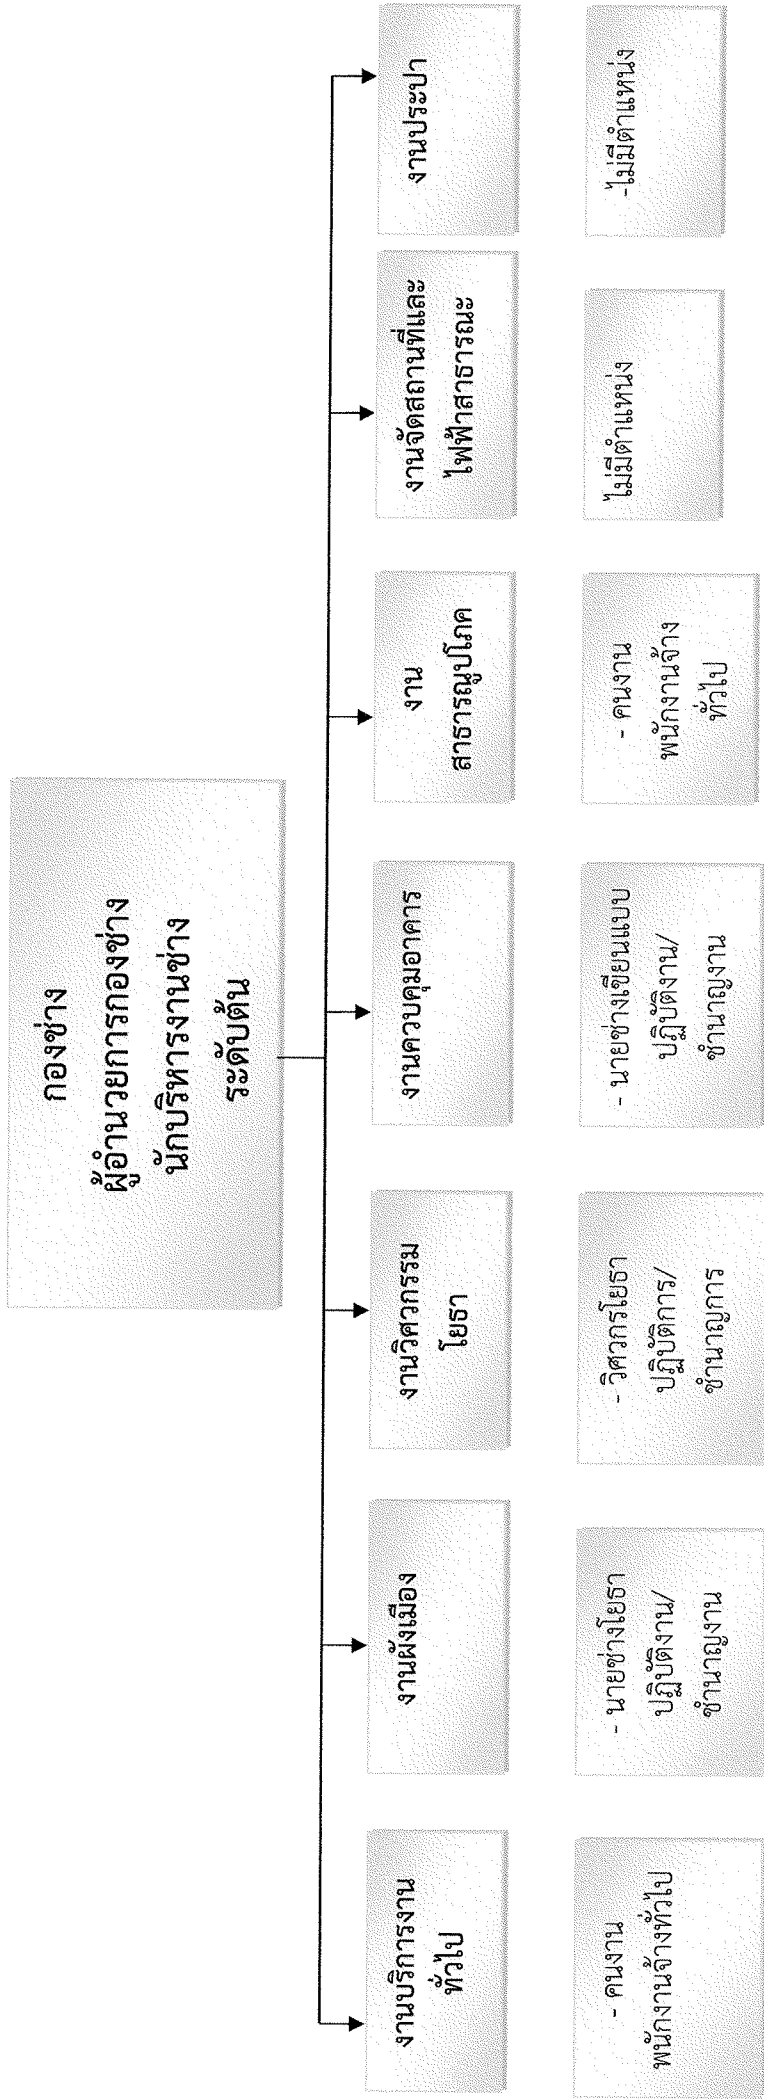 กองช่าง
ผู้อำนวยการกองช่าง
นักบริหารงานช่าง
ระดับต้น
งานบริการงาน
ทั่วไป
- คนงาน
พนักงานจ้างทั่วไป
งานผังเมือง
- นายช่างโยธา
ปฏิบัติงาน/
ชำนาญงาน
งานวิศวกรรม
โยธา
- วิศวกรโยธา
ปฏิบัติการ/
ชำนาญการ
งานควบคุมอาคาร
- นายช่างเขียนแบบ
ปฏิบัติงาน/
ชำนาญงาน
งาน
สาธารณูปโภค
- คนงาน
พนักงานจ้าง
ทั่วไป
งานจัดสถานที่และ
ไฟฟ้าสาธารณะ
ไม่มีตำแหน่ง
งานประปา
-ไม่มีตำแหน่ง